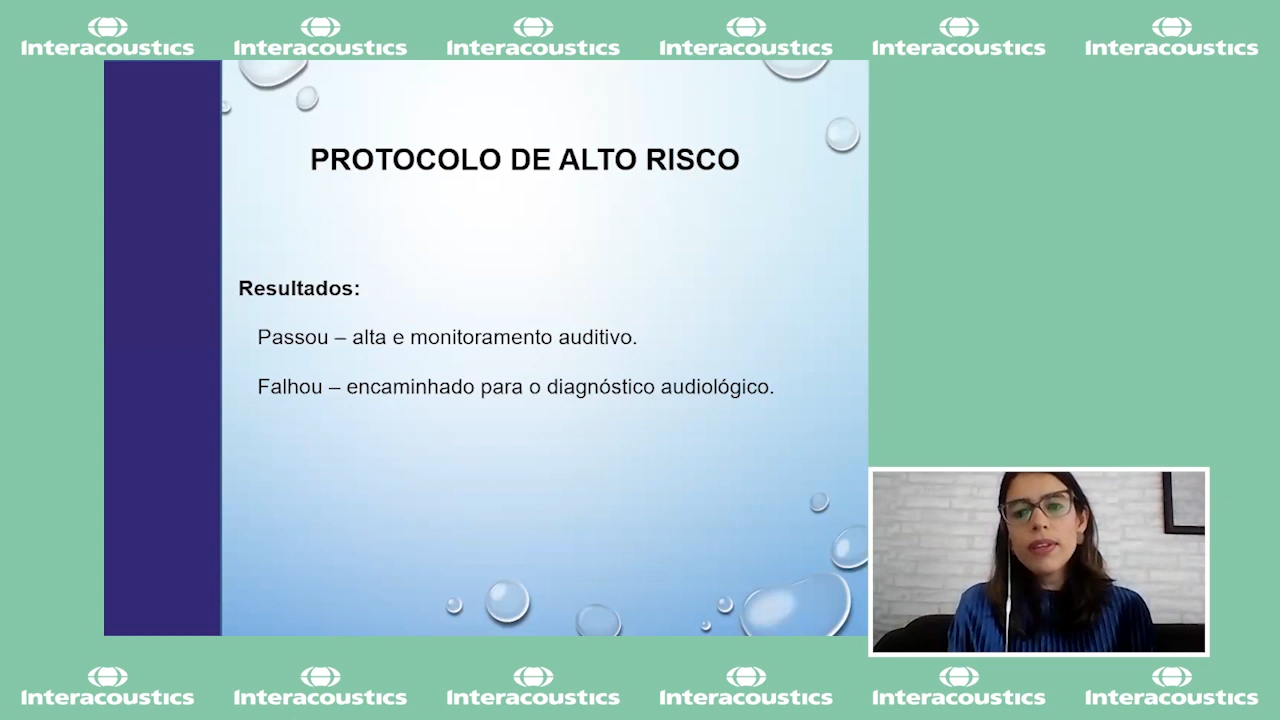 Interacoustics Interacoustics Interacoustics Interacoustics Interacoustics Interacoustics
PROTOCOLO DE ALTO RISCO
Resultados:
Passou – alta e monitoramento auditivo.
Falhou – encaminhado para o diagnóstico audiológico.
Interacoustics Interacoustics Interacoustics Interacoustics Interacoustics Interacoustics